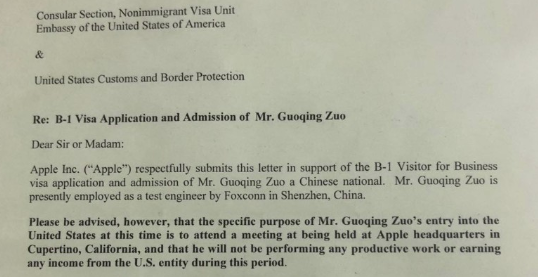 Consular Section, Nonimmigrant Visa Unit
Embassy of the United States of America
&
United States Customs and Border Protection
Re: B-1 Visa Application and Admission of Mr. Guoqing Zuo
Dear Sir or Madam:
Apple Inc. ("Apple") respectfully submits this letter in support of the B-1 Visitor for Business
visa application and admission of Mr. Guoqing Zuo a Chinese national. Mr. Guoqing Zuo is
presently employed as a test engineer by Foxconn in Shenzhen, China.
Please be advised, however, that the specific purpose of Mr. Guoqing Zuo's entry into the
United States at this time is to attend a meeting at being held at Apple headquarters in
Cupertino, California, and that he will not be performing any productive work or earning
any income from the U.S. entity during this period.